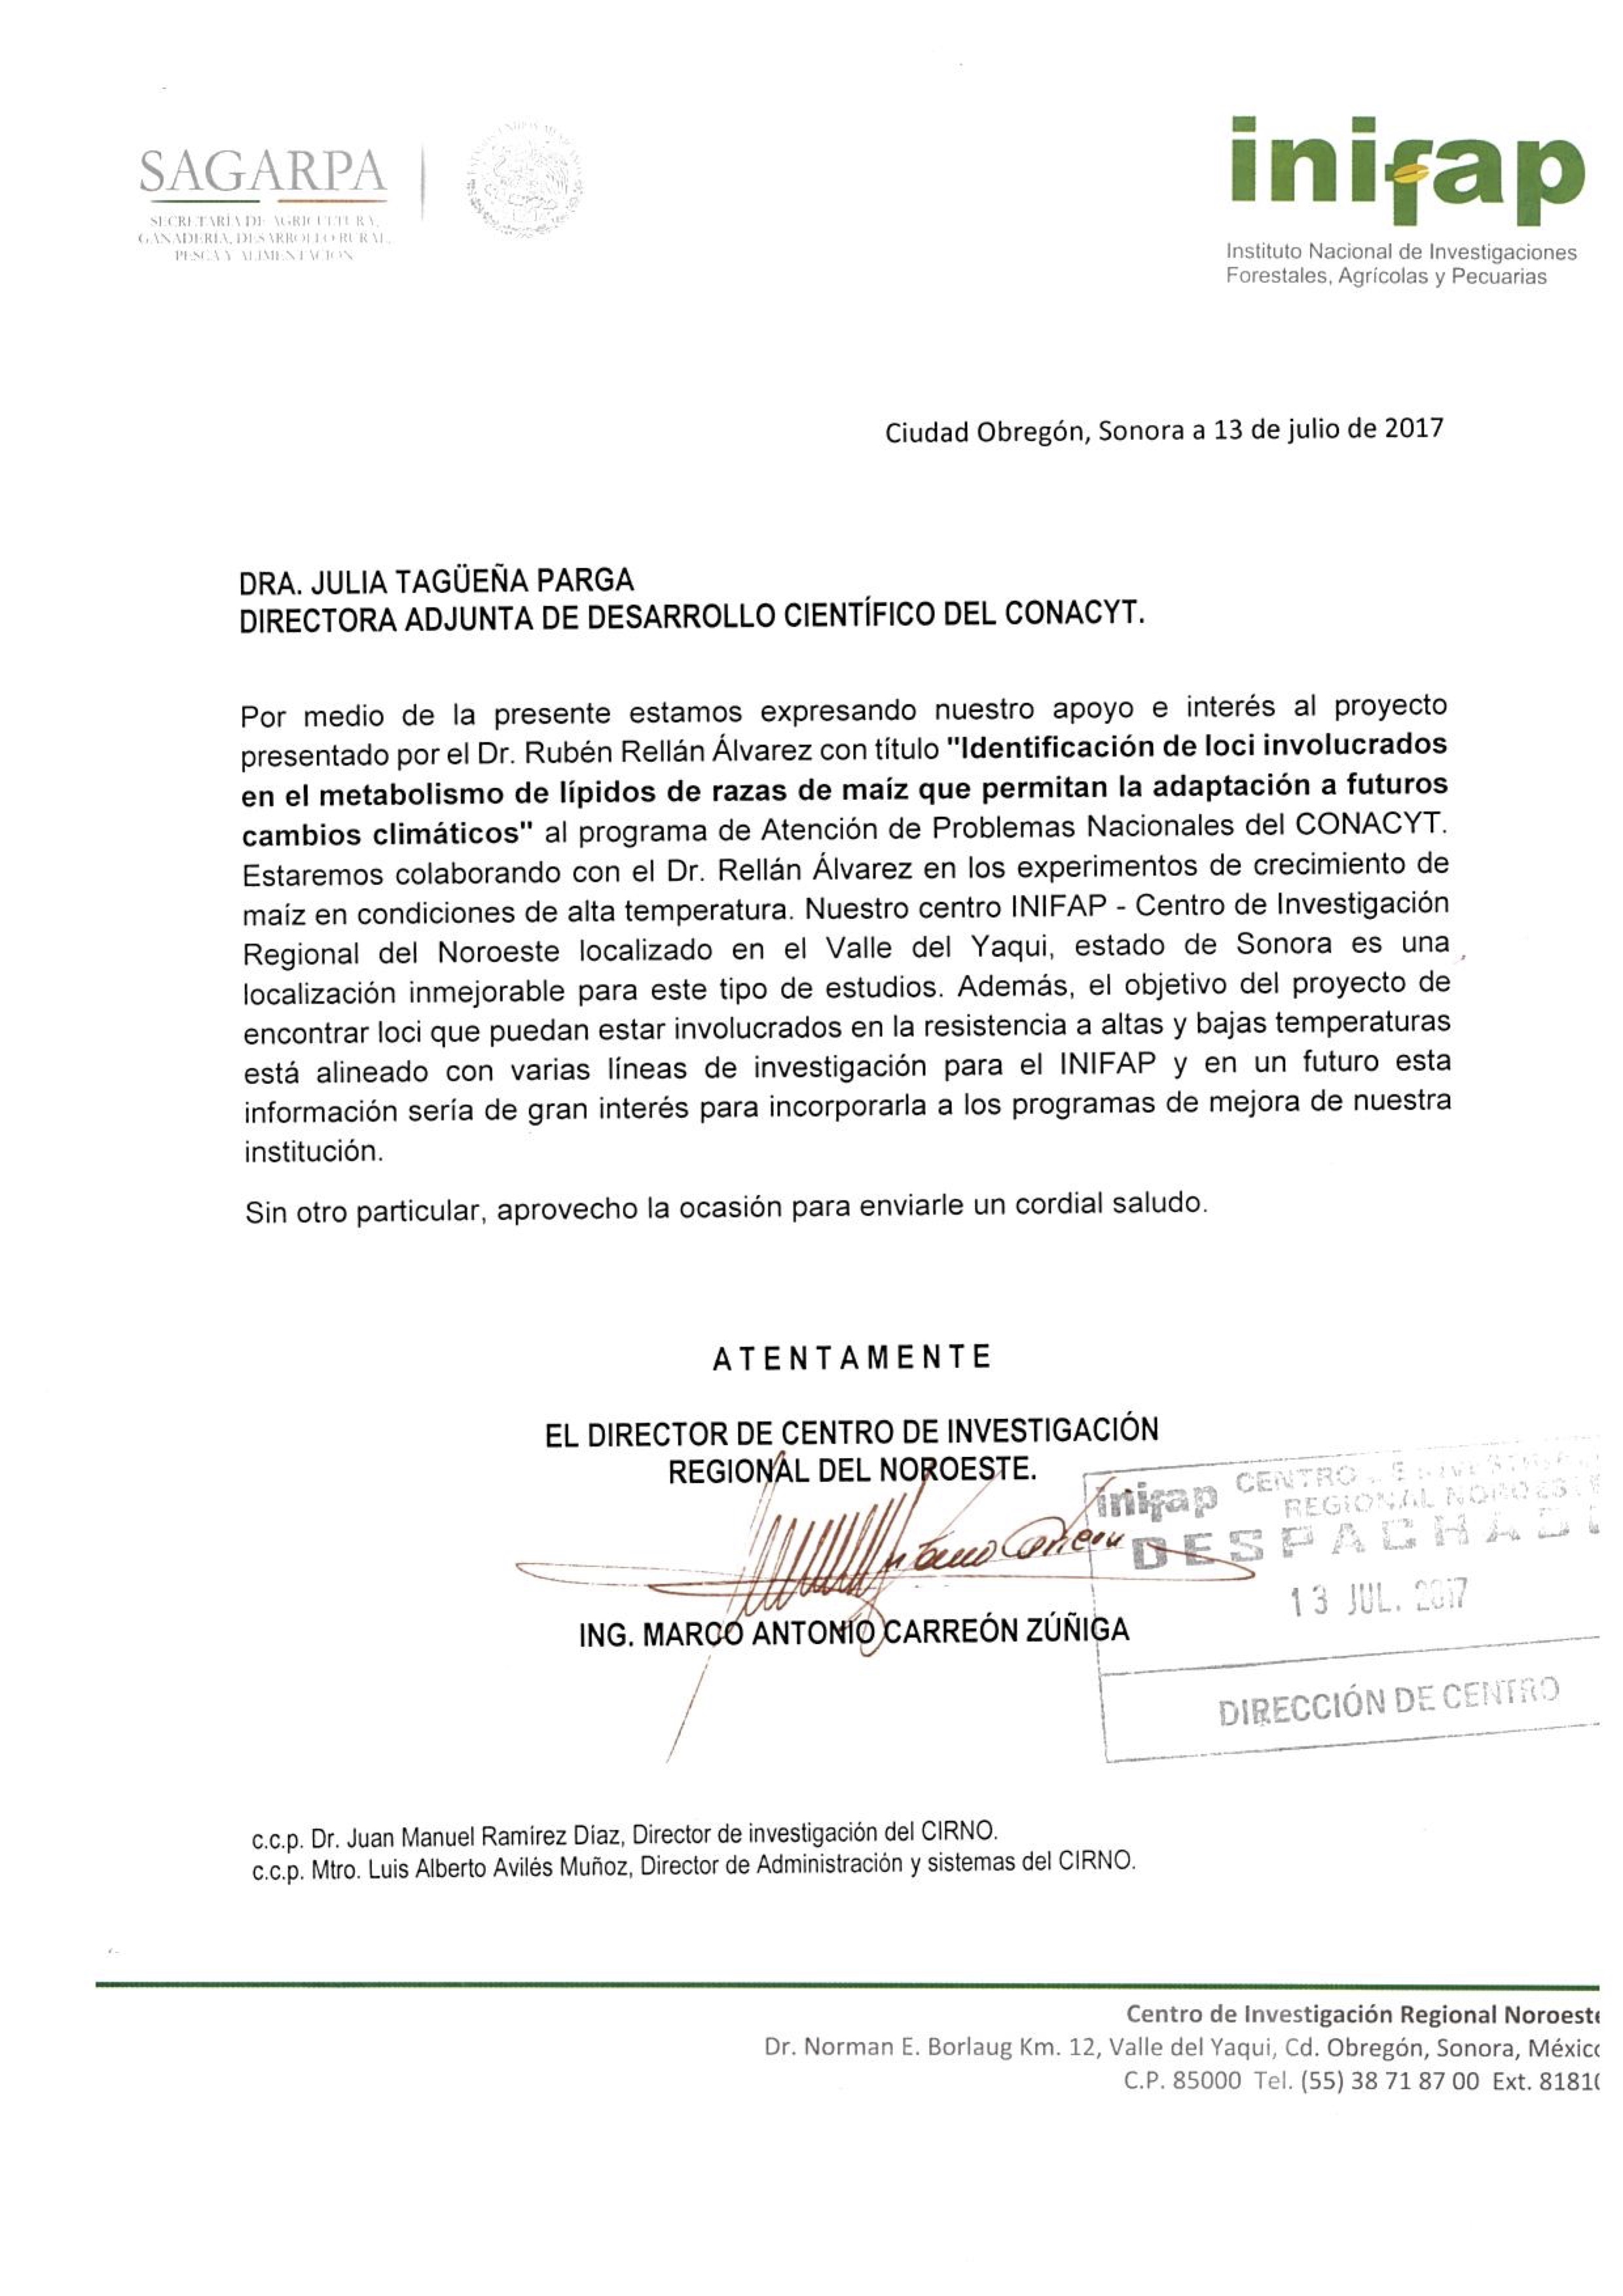 SAGARPA
SECRETARÍA DE AGRICULTURA,
GANADERÍA, DESARROLLO RURAL,
PESCA Y ALIMENTACIÓN
inifap
Instituto Nacional de Investigaciones
Forestales, Agrícolas y Pecuarias
Ciudad Obregón, Sonora a 13 de julio de 2017
DRA. JULIA TAGÜEÑA PARGA
DIRECTORA ADJUNTA DE DESARROLLO CIENTÍFICO DEL CONACYT.
Por medio de la presente estamos expresando nuestro apoyo e interés al proyecto
presentado por el Dr. Rubén Rellán Álvarez con título "Identificación de loci involucrados
en el metabolismo de lípidos de razas de maíz que permitan la adaptación a futuros
cambios climáticos" al programa de Atención de Problemas Nacionales del CONACYT.
Estaremos colaborando con el Dr. Rellán Álvarez en los experimentos de crecimiento de
maíz en condiciones de alta temperatura. Nuestro centro INIFAP - Centro de Investigación
Regional del Noroeste localizado en el Valle del Yaqui, estado de Sonora es una
localización inmejorable para este tipo de estudios. Además, el objetivo del proyecto de
encontrar loci que puedan estar involucrados en la resistencia a altas y bajas temperaturas
está alineado con varias líneas de investigación para el INIFAP y en un futuro esta
información sería de gran interés para incorporarla a los programas de mejora de nuestra
institución.
Sin otro particular, aprovecho la ocasión para enviarle un cordial saludo.
ATENTAMENTE
EL DIRECTOR DE CENTRO DE INVESTIGACIÓN
REGIONAL DEL NOROESTE.
inifap CENTRO
REGIONAL NOROESTE
DESPACHAD
13 JUL. 2017
ING. MARCO ANTONIO CARREÓN ZÚÑIGA
DIRECCIÓN DE CENTRO
c.c.p. Dr. Juan Manuel Ramírez Díaz, Director de investigación del CIRNO.
c.c.p. Mtro. Luis Alberto Avilés Muñoz, Director de Administración y sistemas del CIRNO.
Centro de Investigación Regional Noroeste
Dr. Norman E. Borlaug Km. 12, Valle del Yaqui, Cd. Obregón, Sonora, México
C.P. 85000 Tel. (55) 38 71 87 00 Ext. 8181